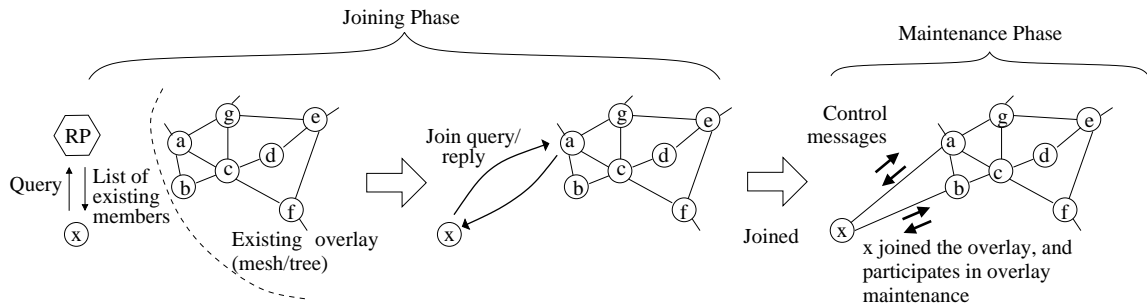 Joining Phase
Maintenance Phase
RP
Query
List of
existing
members
x
g
e
a
d
c
b
f
Existing overlay
(mesh/tree)
Join query/
reply
x
g
e
a
d
c
b
f
Joined
Control
messages
g
e
a
d
c
b
f
x
x joined the overlay, and
participates in overlay
maintenance